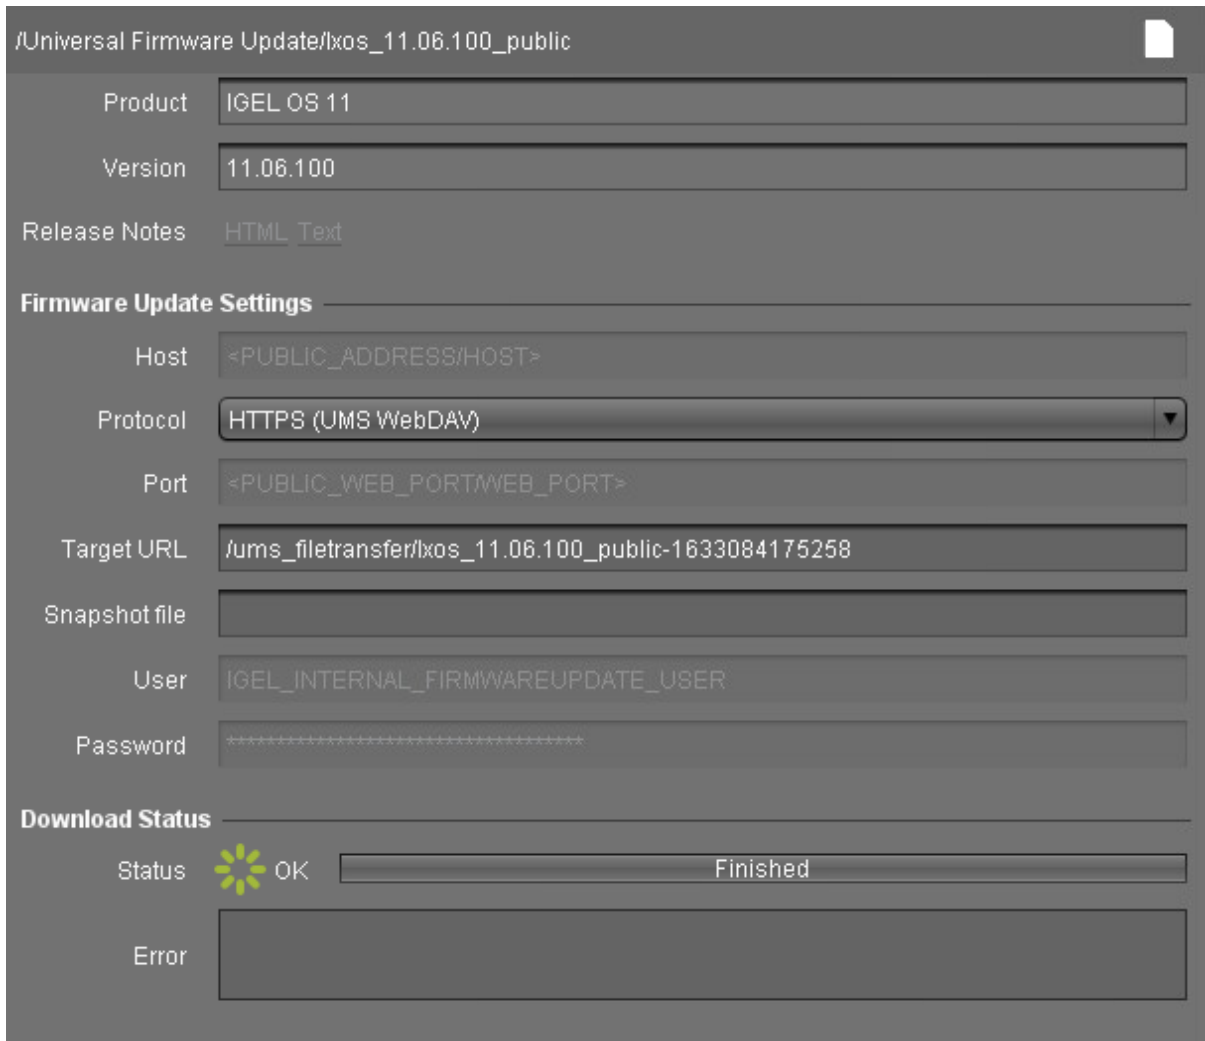 /Universal Firmware Update/lxos_11.06.100_public
Product IGEL OS 11
Version 11.06.100
Release Notes HTML Text
Firmware Update Settings
Host <PUBLIC_ADDRESS/HOST>
Protocol HTTPS (UMS WebDAV)
Port <PUBLIC_WEB_PORT/WEB_PORT>
Target URL /ums_filetransfer/lxos_11.06.100_public-1633084175258
Snapshot file
User IGEL_INTERNAL_FIRMWAREUPDATE_USER
Password ************************************
Download Status
Status OK Finished
Error